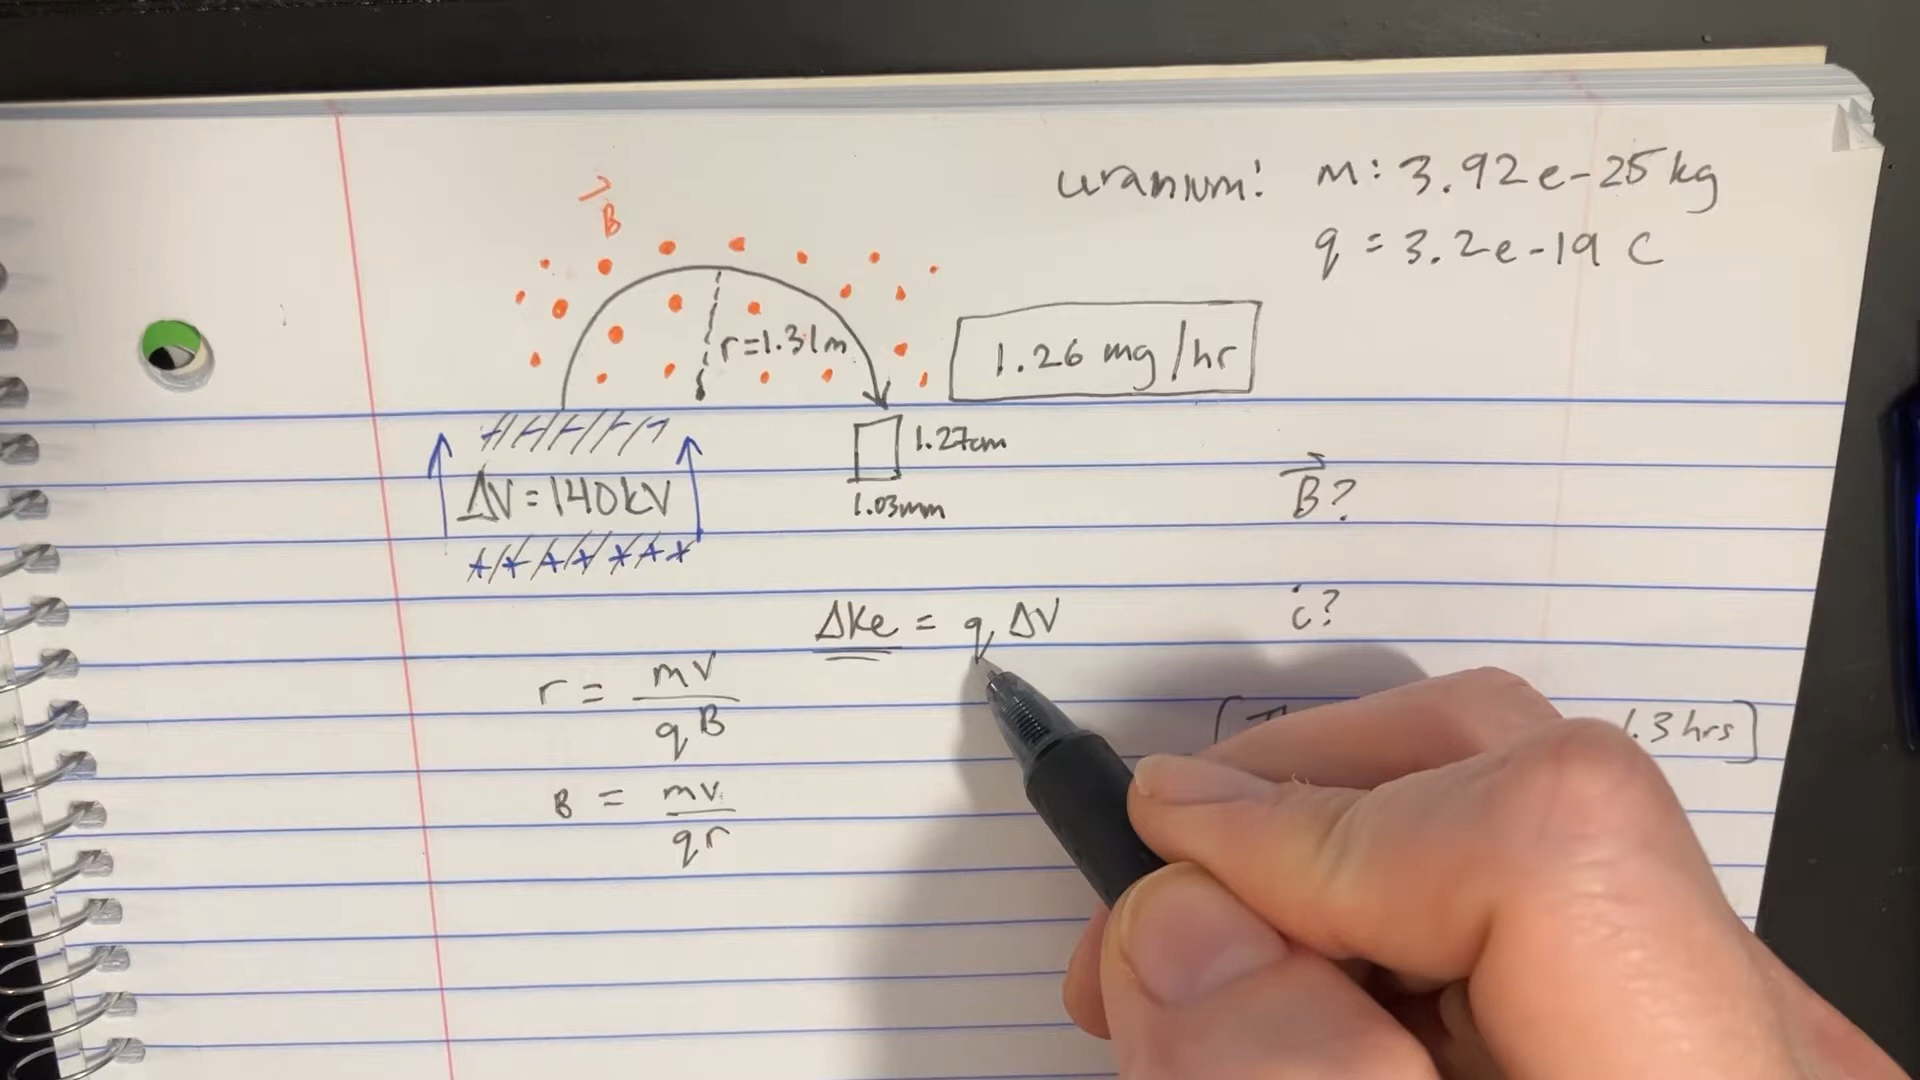 uranium: m: 3.92e-25 kg
q = 3.2e-19 C
B
r=1.31m
1.26 mg/hr
1.27cm
ΔV=140kV
1.03mm
B?
ΔKe = q ΔV
i?
r = mv / qB
.3 hrs]
B = mv / qr